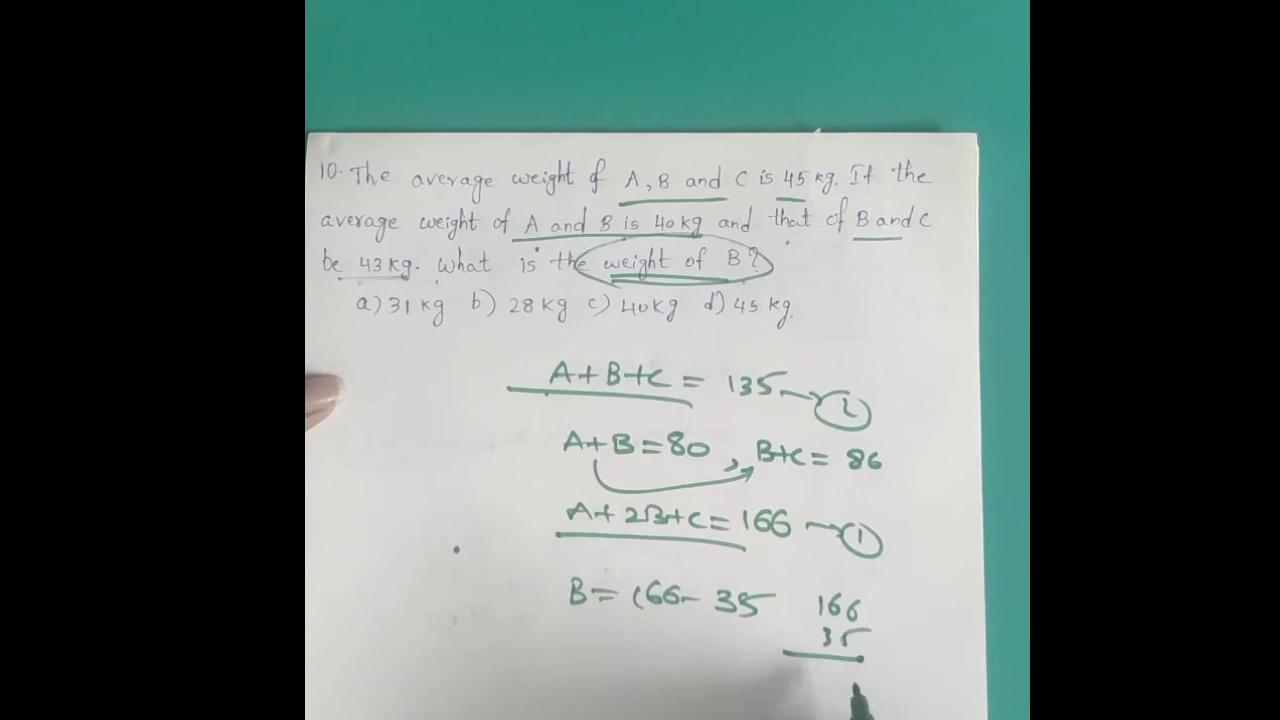 10. The average weight of A, B and C is 45 kg. If the
average weight of A and B is 40 kg and that of B and C
be 43 kg. What is the weight of B?
a) 31 kg b) 28 kg c) 40 kg d) 45 kg.
A+B+C = 135 → 2
A+B = 80 , B+C = 86
A+2B+C = 166 → 1
B = 166 - 35
166
35